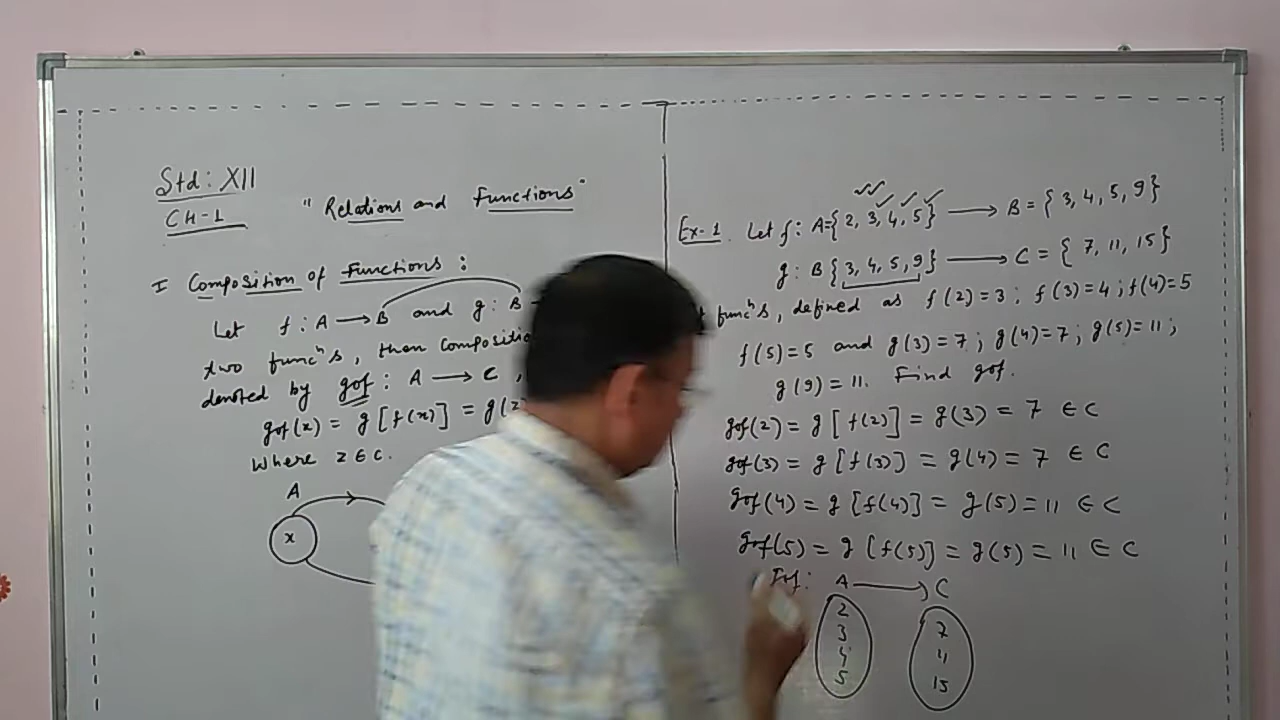 Std: XII
CH-1
"Relations and Functions"
I Composition of Functions:
Let f: A → B and g: B
two funcⁿs, then compositio
denoted by gof: A → C,
gof(x) = g[f(x)] = g(
Where z ∈ C.
A
x
Ex-1. Let f: A={2, 3, 4, 5} → B = {3, 4, 5, 9}
g: B{3, 4, 5, 9} → C = {7, 11, 15}
funcⁿs, defined as f(2)=3; f(3)=4; f(4)=5
f(5)=5 and g(3)=7; g(4)=7; g(5)=11;
g(9)=11. Find gof.
gof(2) = g[f(2)] = g(3) = 7 ∈ C
gof(3) = g[f(3)] = g(4) = 7 ∈ C
gof(4) = g[f(4)] = g(5) = 11 ∈ C
gof(5) = g[f(5)] = g(5) = 11 ∈ C
A → C
2 7
3 11
4 15
5